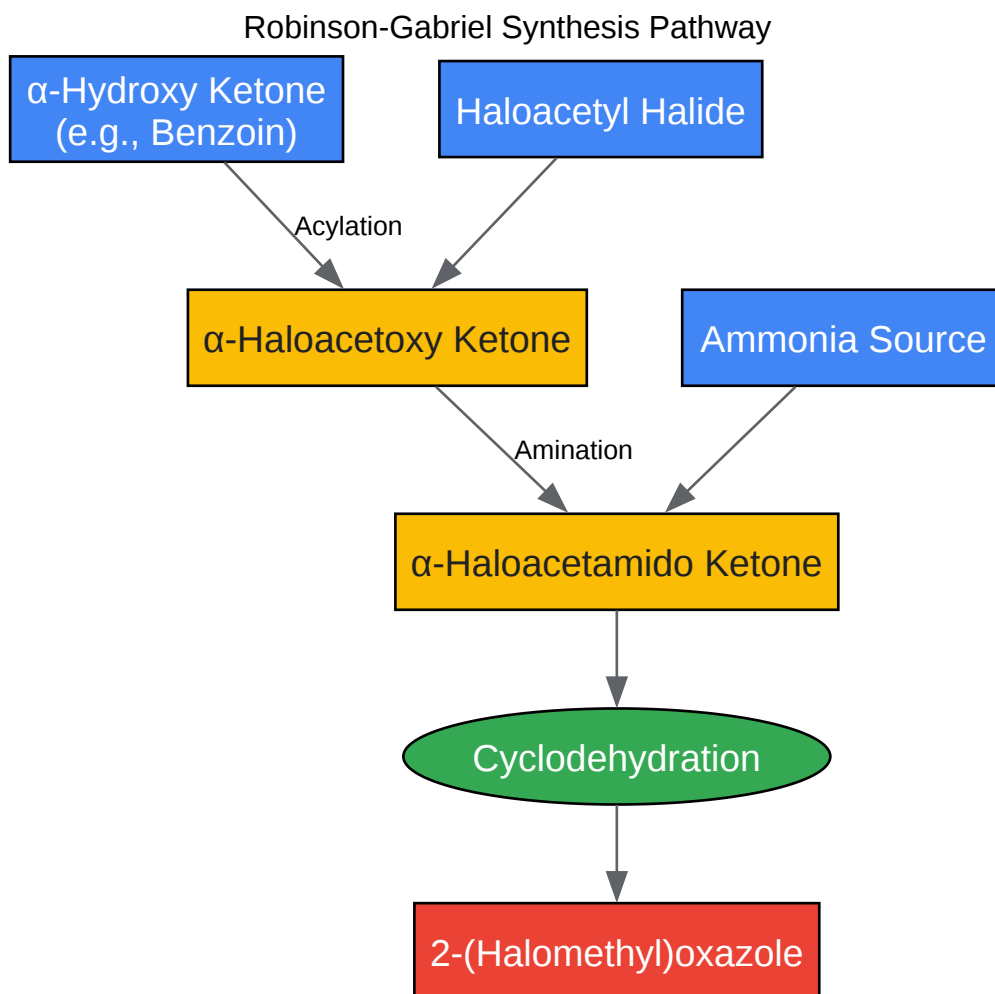 Robinson-Gabriel Synthesis Pathway
α-Hydroxy Ketone
(e.g., Benzoin)
Haloacetyl Halide
Acylation
α-Haloacetoxy Ketone
Ammonia Source
Amination
α-Haloacetamido Ketone
Cyclodehydration
2-(Halomethyl)oxazole